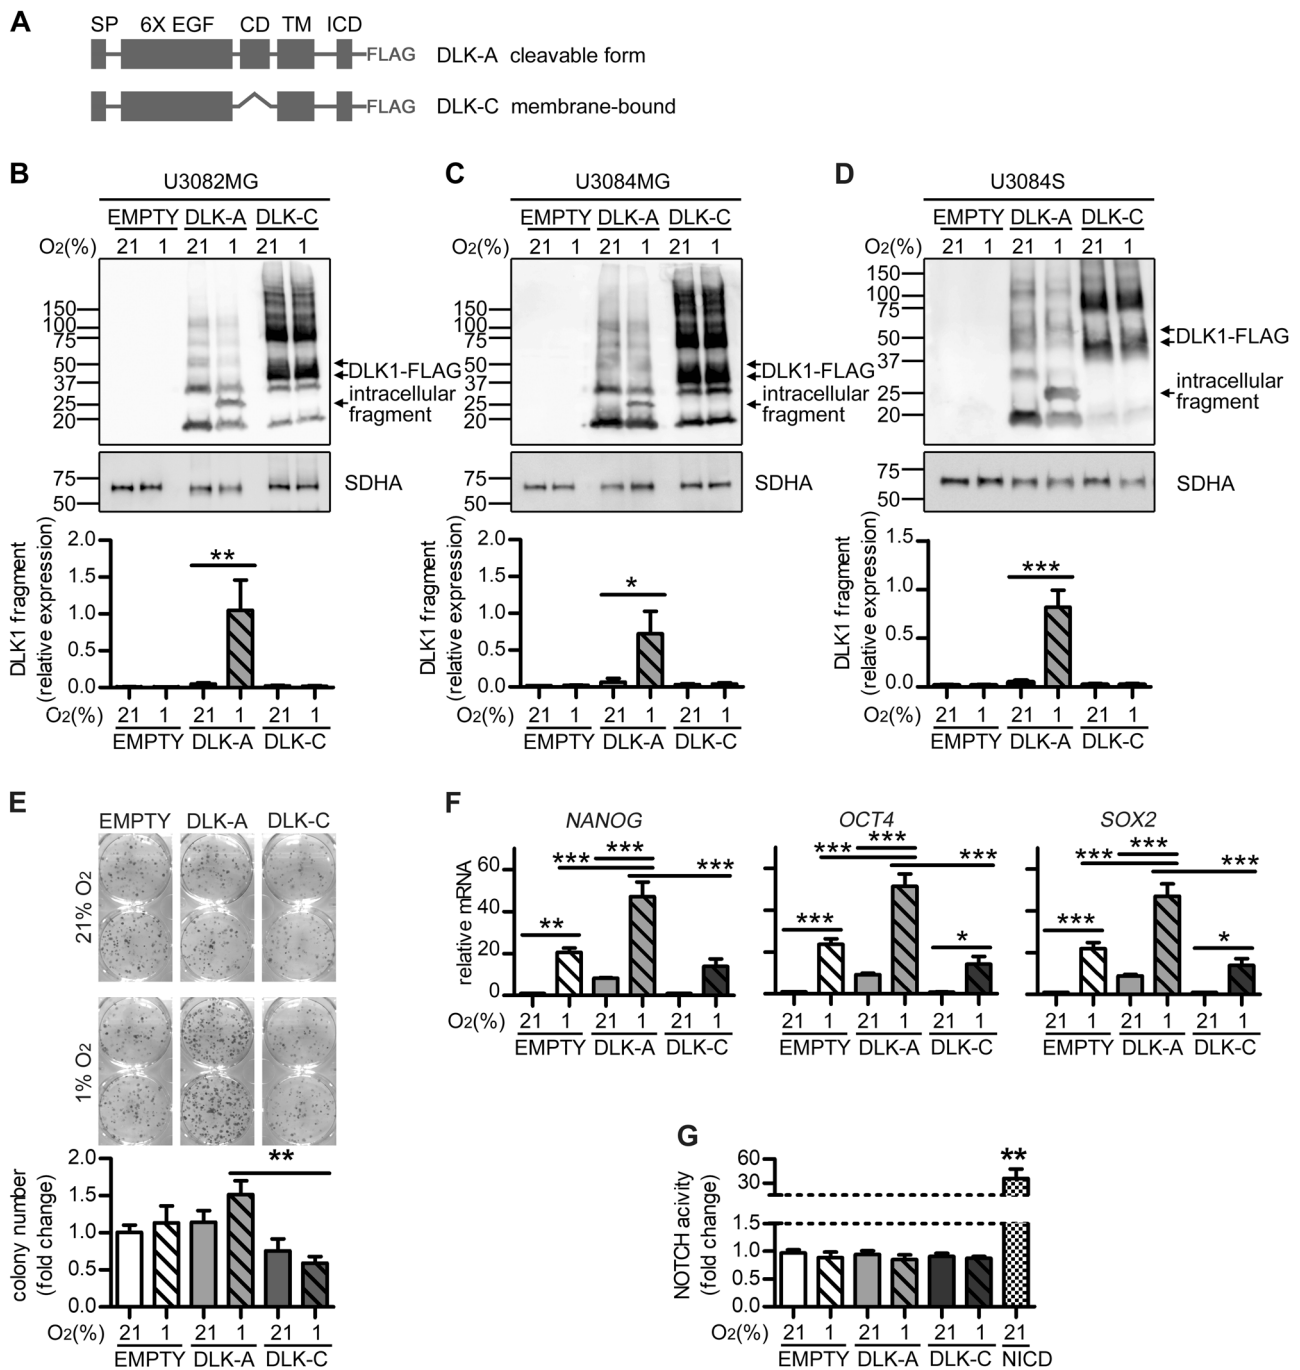 A
SP 6X EGF CD TM ICD
FLAG DLK-A cleavable form
FLAG DLK-C membrane-bound
B
U3082MG
EMPTY DLK-A DLK-C
O2(%) 21 1 21 1 21 1
150
100
75
50
37
25
20
DLK1-FLAG
intracellular
fragment
75
50
SDHA
DLK1 fragment
(relative expression)
2.0
1.5
1.0
0.5
0.0
**
O2(%) 21 1 21 1 21 1
EMPTY DLK-A DLK-C
C
U3084MG
EMPTY DLK-A DLK-C
O2(%) 21 1 21 1 21 1
150
100
75
50
37
25
20
DLK1-FLAG
intracellular
fragment
75
50
SDHA
DLK1 fragment
(relative expression)
2.0
1.5
1.0
0.5
0.0
*
O2(%) 21 1 21 1 21 1
EMPTY DLK-A DLK-C
D
U3084S
EMPTY DLK-A DLK-C
O2(%) 21 1 21 1 21 1
150
100
75
50
37
25
20
DLK1-FLAG
intracellular
fragment
75
50
SDHA
DLK1 fragment
(relative expression)
1.5
1.0
0.5
0.0
***
O2(%) 21 1 21 1 21 1
EMPTY DLK-A DLK-C
E
EMPTY DLK-A DLK-C
21% O2
1% O2
colony number
(fold change)
2.0
1.5
1.0
0.5
0.0
**
O2(%) 21 1 21 1 21 1
EMPTY DLK-A DLK-C
F
NANOG OCT4 SOX2
relative mRNA
60
40
20
0
** *** *** ***
*** *** *** *** *
*** *** *** *** *
O2(%) 21 1 21 1 21 1 21 1 21 1 21 1 21 1 21 1 21 1
EMPTY DLK-A DLK-C EMPTY DLK-A DLK-C EMPTY DLK-A DLK-C
G
NOTCH acivity
(fold change)
60
30
1.5
1.0
0.5
0.0
**
O2(%) 21 1 21 1 21 1 21
EMPTY DLK-A DLK-C NICD